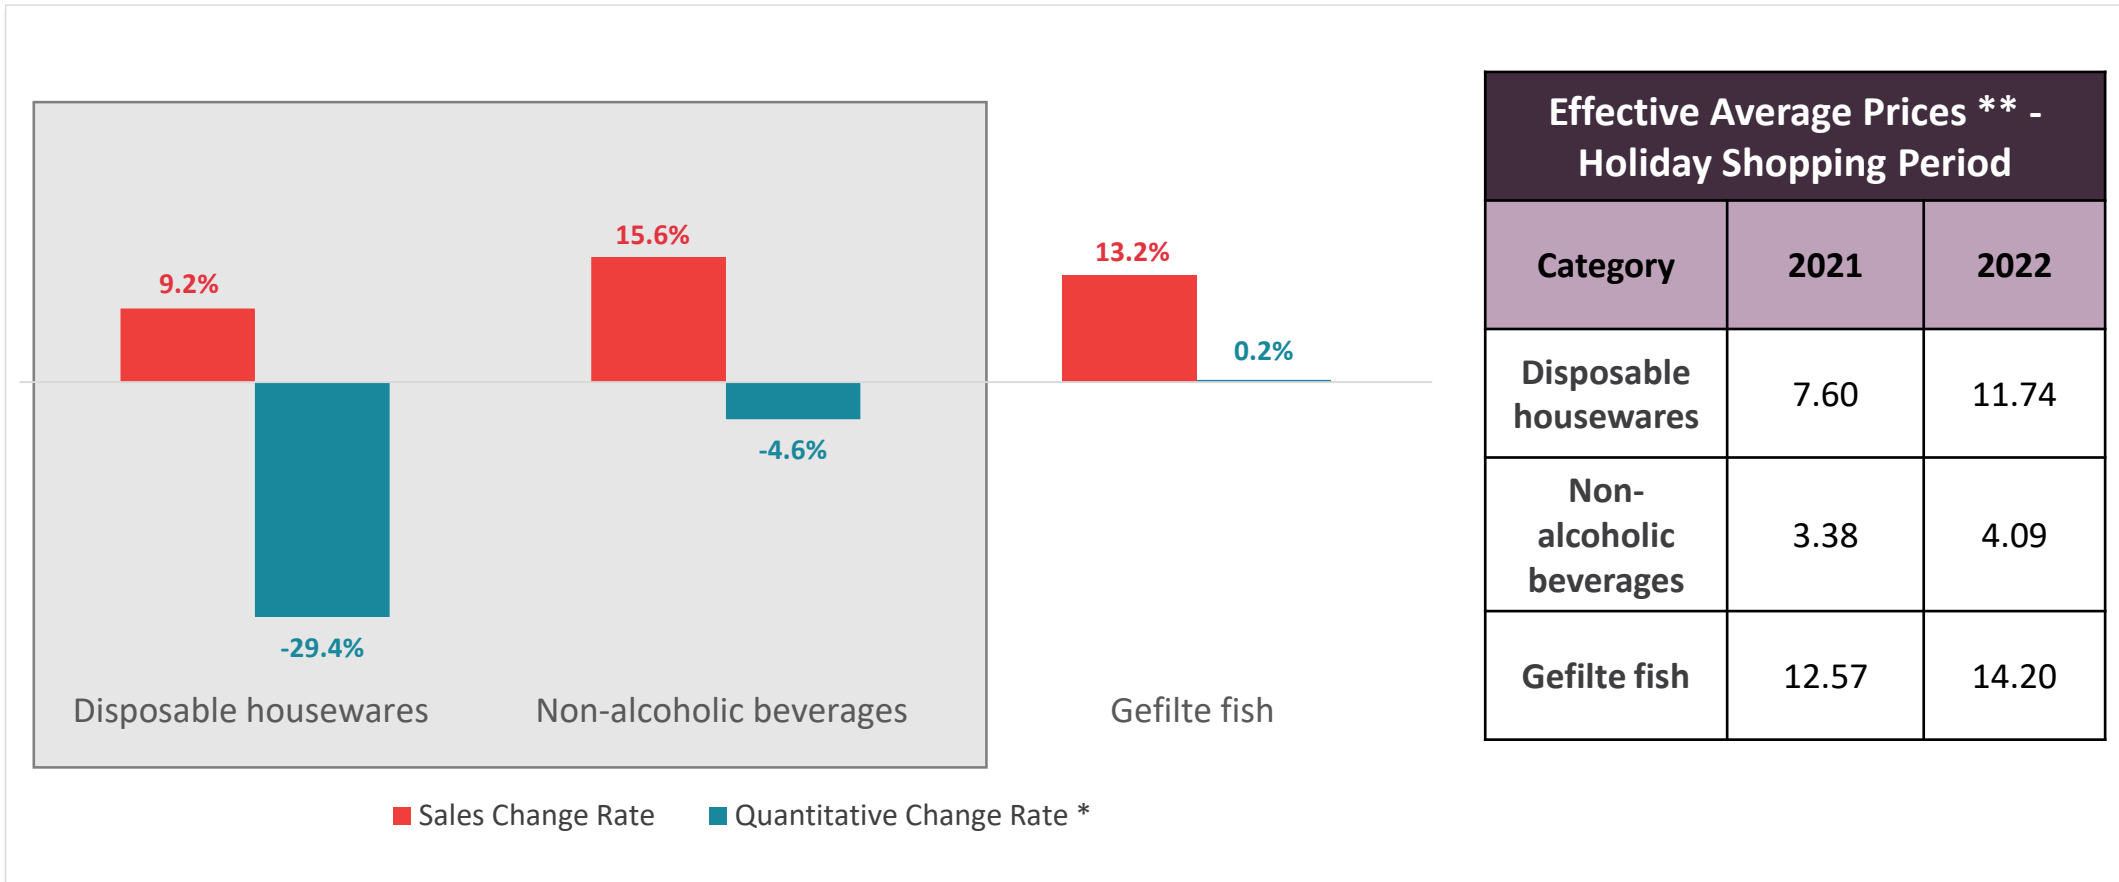 9.2%
-29.4%
15.6%
-4.6%
13.2%
0.2%
Disposable housewares
Non-alcoholic beverages
Gefilte fish
Sales Change Rate
Quantitative Change Rate *
Effective Average Prices ** -
Holiday Shopping Period
Category 2021 2022
Disposable
housewares
7.60 11.74
Non-
alcoholic
beverages
3.38 4.09
Gefilte fish 12.57 14.20